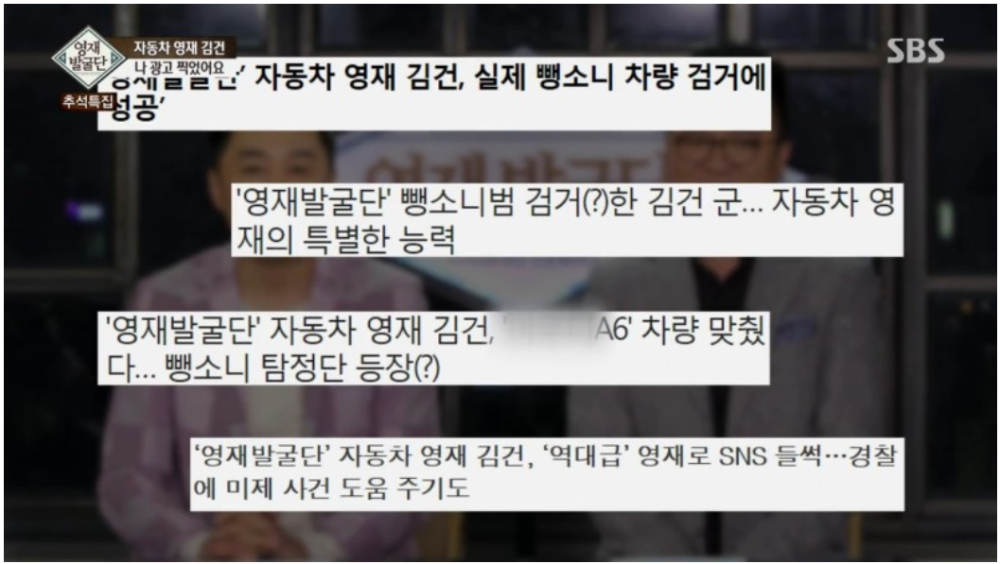 영재
발굴단
추석특집
자동차 영재 김건
나 광고 찍었어요
SBS
자동차 영재 김건, 실제 뺑소니 차량 검거에
성공’
'영재발굴단' 뺑소니범 검거(?)한 김건 군... 자동차 영
재의 특별한 능력
'영재발굴단' 자동차 영재 김건, A6' 차량 맞췄
다... 뺑소니 탐정단 등장(?)
‘영재발굴단’ 자동차 영재 김건, ‘역대급’ 영재로 SNS 들썩…경찰
에 미제 사건 도움 주기도